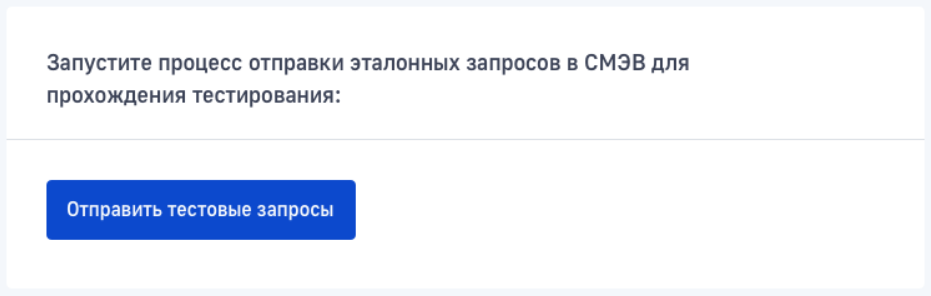 Запустите процесс отправки эталонных запросов в СМЭВ для
прохождения тестирования:
Отправить тестовые запросы